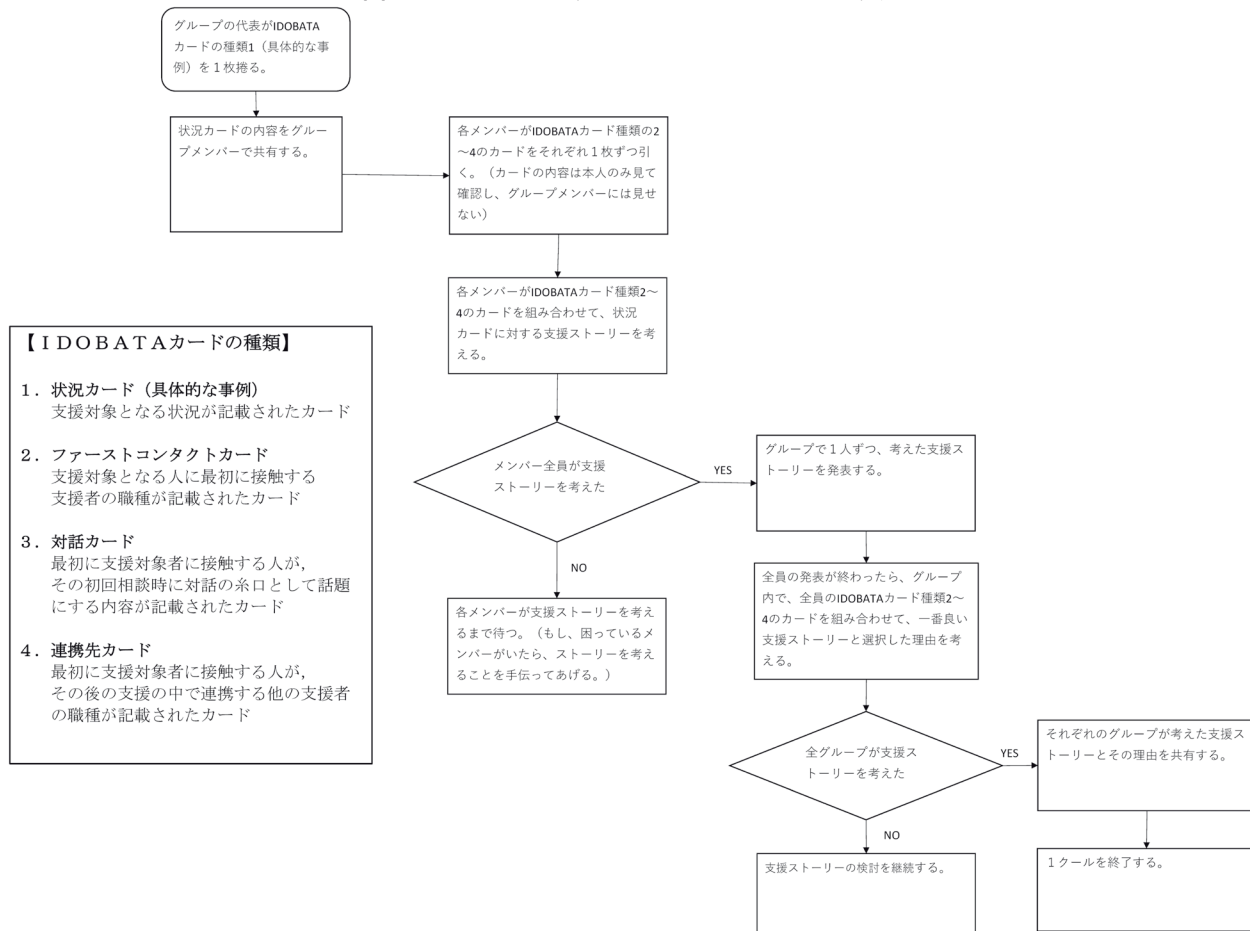 グループの代表がIDOBATA
カードの種類1（具体的な事
例）を１枚捲る。
状況カードの内容をグルー
プメンバーで共有する。
各メンバーがIDOBATAカード種類の2
～4のカードをそれぞれ１枚ずつ引
く。（カードの内容は本人のみ見て
確認し、グループメンバーには見せ
ない）
各メンバーがIDOBATAカード種類2～
4のカードを組み合わせて、状況
カードに対する支援ストーリーを考
える。
メンバー全員が支援
ストーリーを考えた
YES
NO
各メンバーが支援ストーリーを考え
るまで待つ。（もし、困っているメ
ンバーがいたら、ストーリーを考え
ることを手伝ってあげる。）
グループで１人ずつ、考えた支援ス
トーリーを発表する。
全員の発表が終わったら、グループ
内で、全員のIDOBATAカード種類2～
4のカードを組み合わせて、一番良い
支援ストーリーと選択した理由を考
える。
全グループが支援ス
トーリーを考えた
YES
NO
支援ストーリーの検討を継続する。
それぞれのグループが考えた支援ス
トーリーとその理由を共有する。
１クールを終了する。
【ＩＤＯＢＡＴＡカードの種類】
１．状況カード（具体的な事例）
支援対象となる状況が記載されたカード
２．ファーストコンタクトカード
支援対象となる人に最初に接触する
支援者の職種が記載されたカード
３．対話カード
最初に支援対象者に接触する人が，
その初回相談時に対話の糸口として話題
にする内容が記載されたカード
４．連携先カード
最初に支援対象者に接触する人が，
その後の支援の中で連携する他の支援者
の職種が記載されたカード